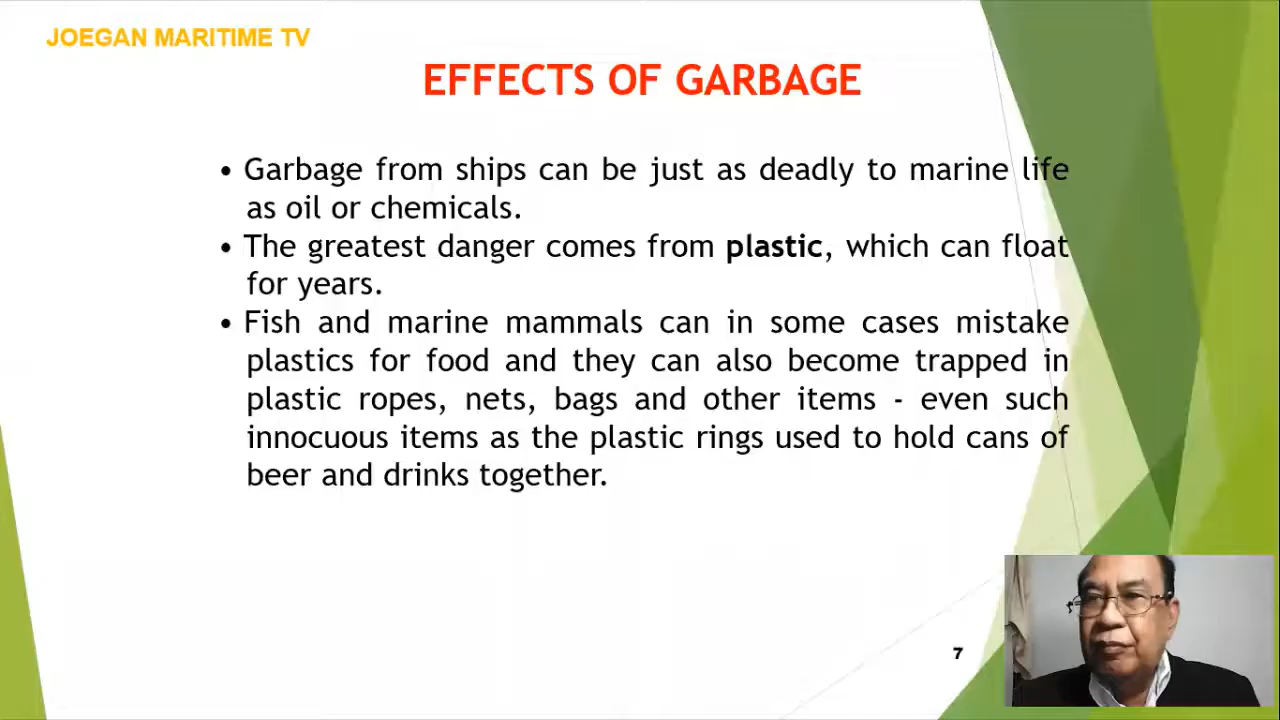 JOEGAN MARITIME TV
EFFECTS OF GARBAGE
• Garbage from ships can be just as deadly to marine life
as oil or chemicals.
• The greatest danger comes from plastic, which can float
for years.
• Fish and marine mammals can in some cases mistake
plastics for food and they can also become trapped in
plastic ropes, nets, bags and other items - even such
innocuous items as the plastic rings used to hold cans of
beer and drinks together.
7